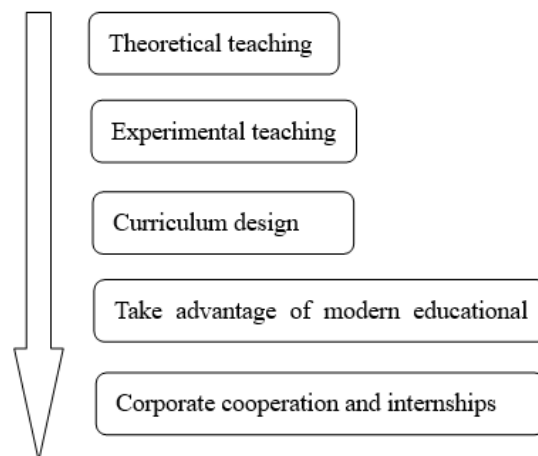 Theoretical teaching
Experimental teaching
Curriculum design
Take advantage of modern educational
Corporate cooperation and internships